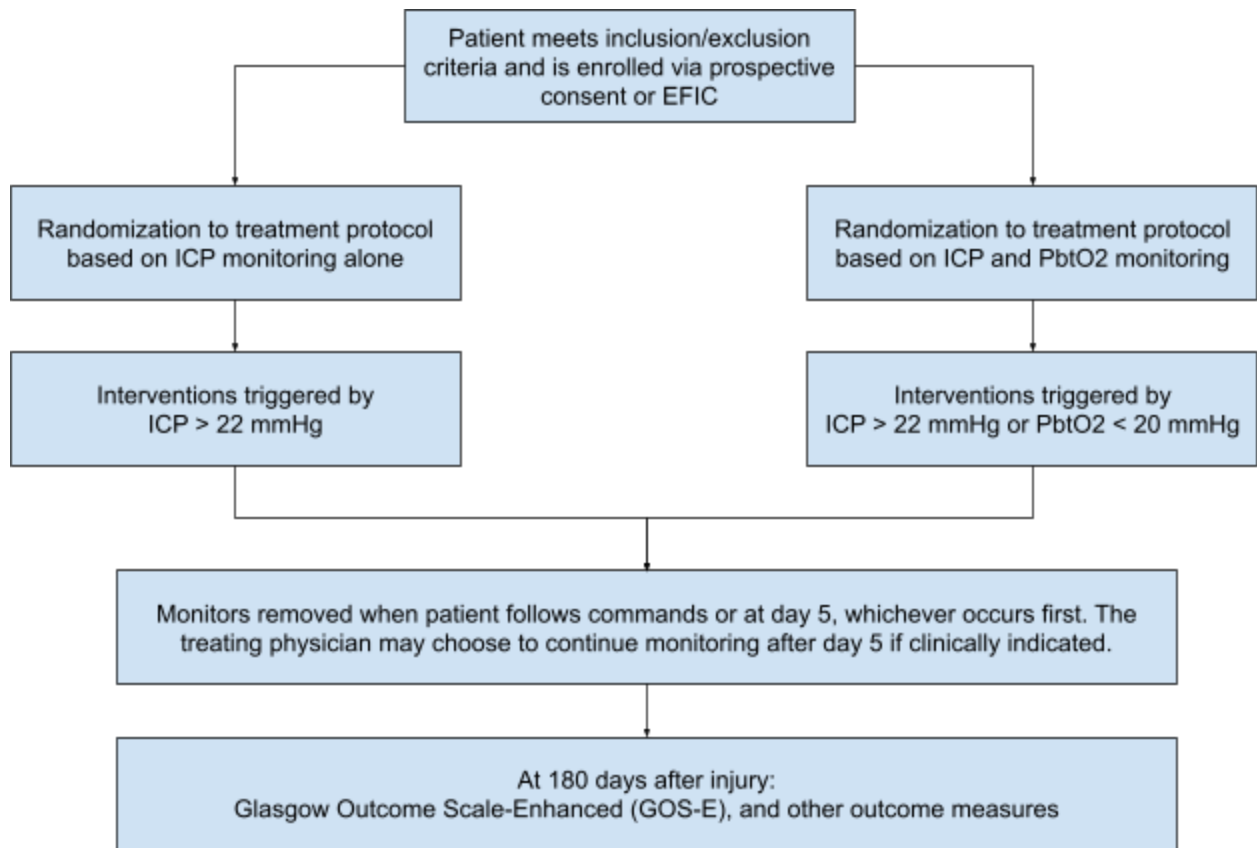 Patient meets inclusion/exclusion
criteria and is enrolled via prospective
consent or EFIC
Randomization to treatment protocol
based on ICP monitoring alone
Randomization to treatment protocol
based on ICP and PbtO2 monitoring
Interventions triggered by
ICP > 22 mmHg
Interventions triggered by
ICP > 22 mmHg or PbtO2 < 20 mmHg
Monitors removed when patient follows commands or at day 5, whichever occurs first. The
treating physician may choose to continue monitoring after day 5 if clinically indicated.
At 180 days after injury:
Glasgow Outcome Scale-Enhanced (GOS-E), and other outcome measures